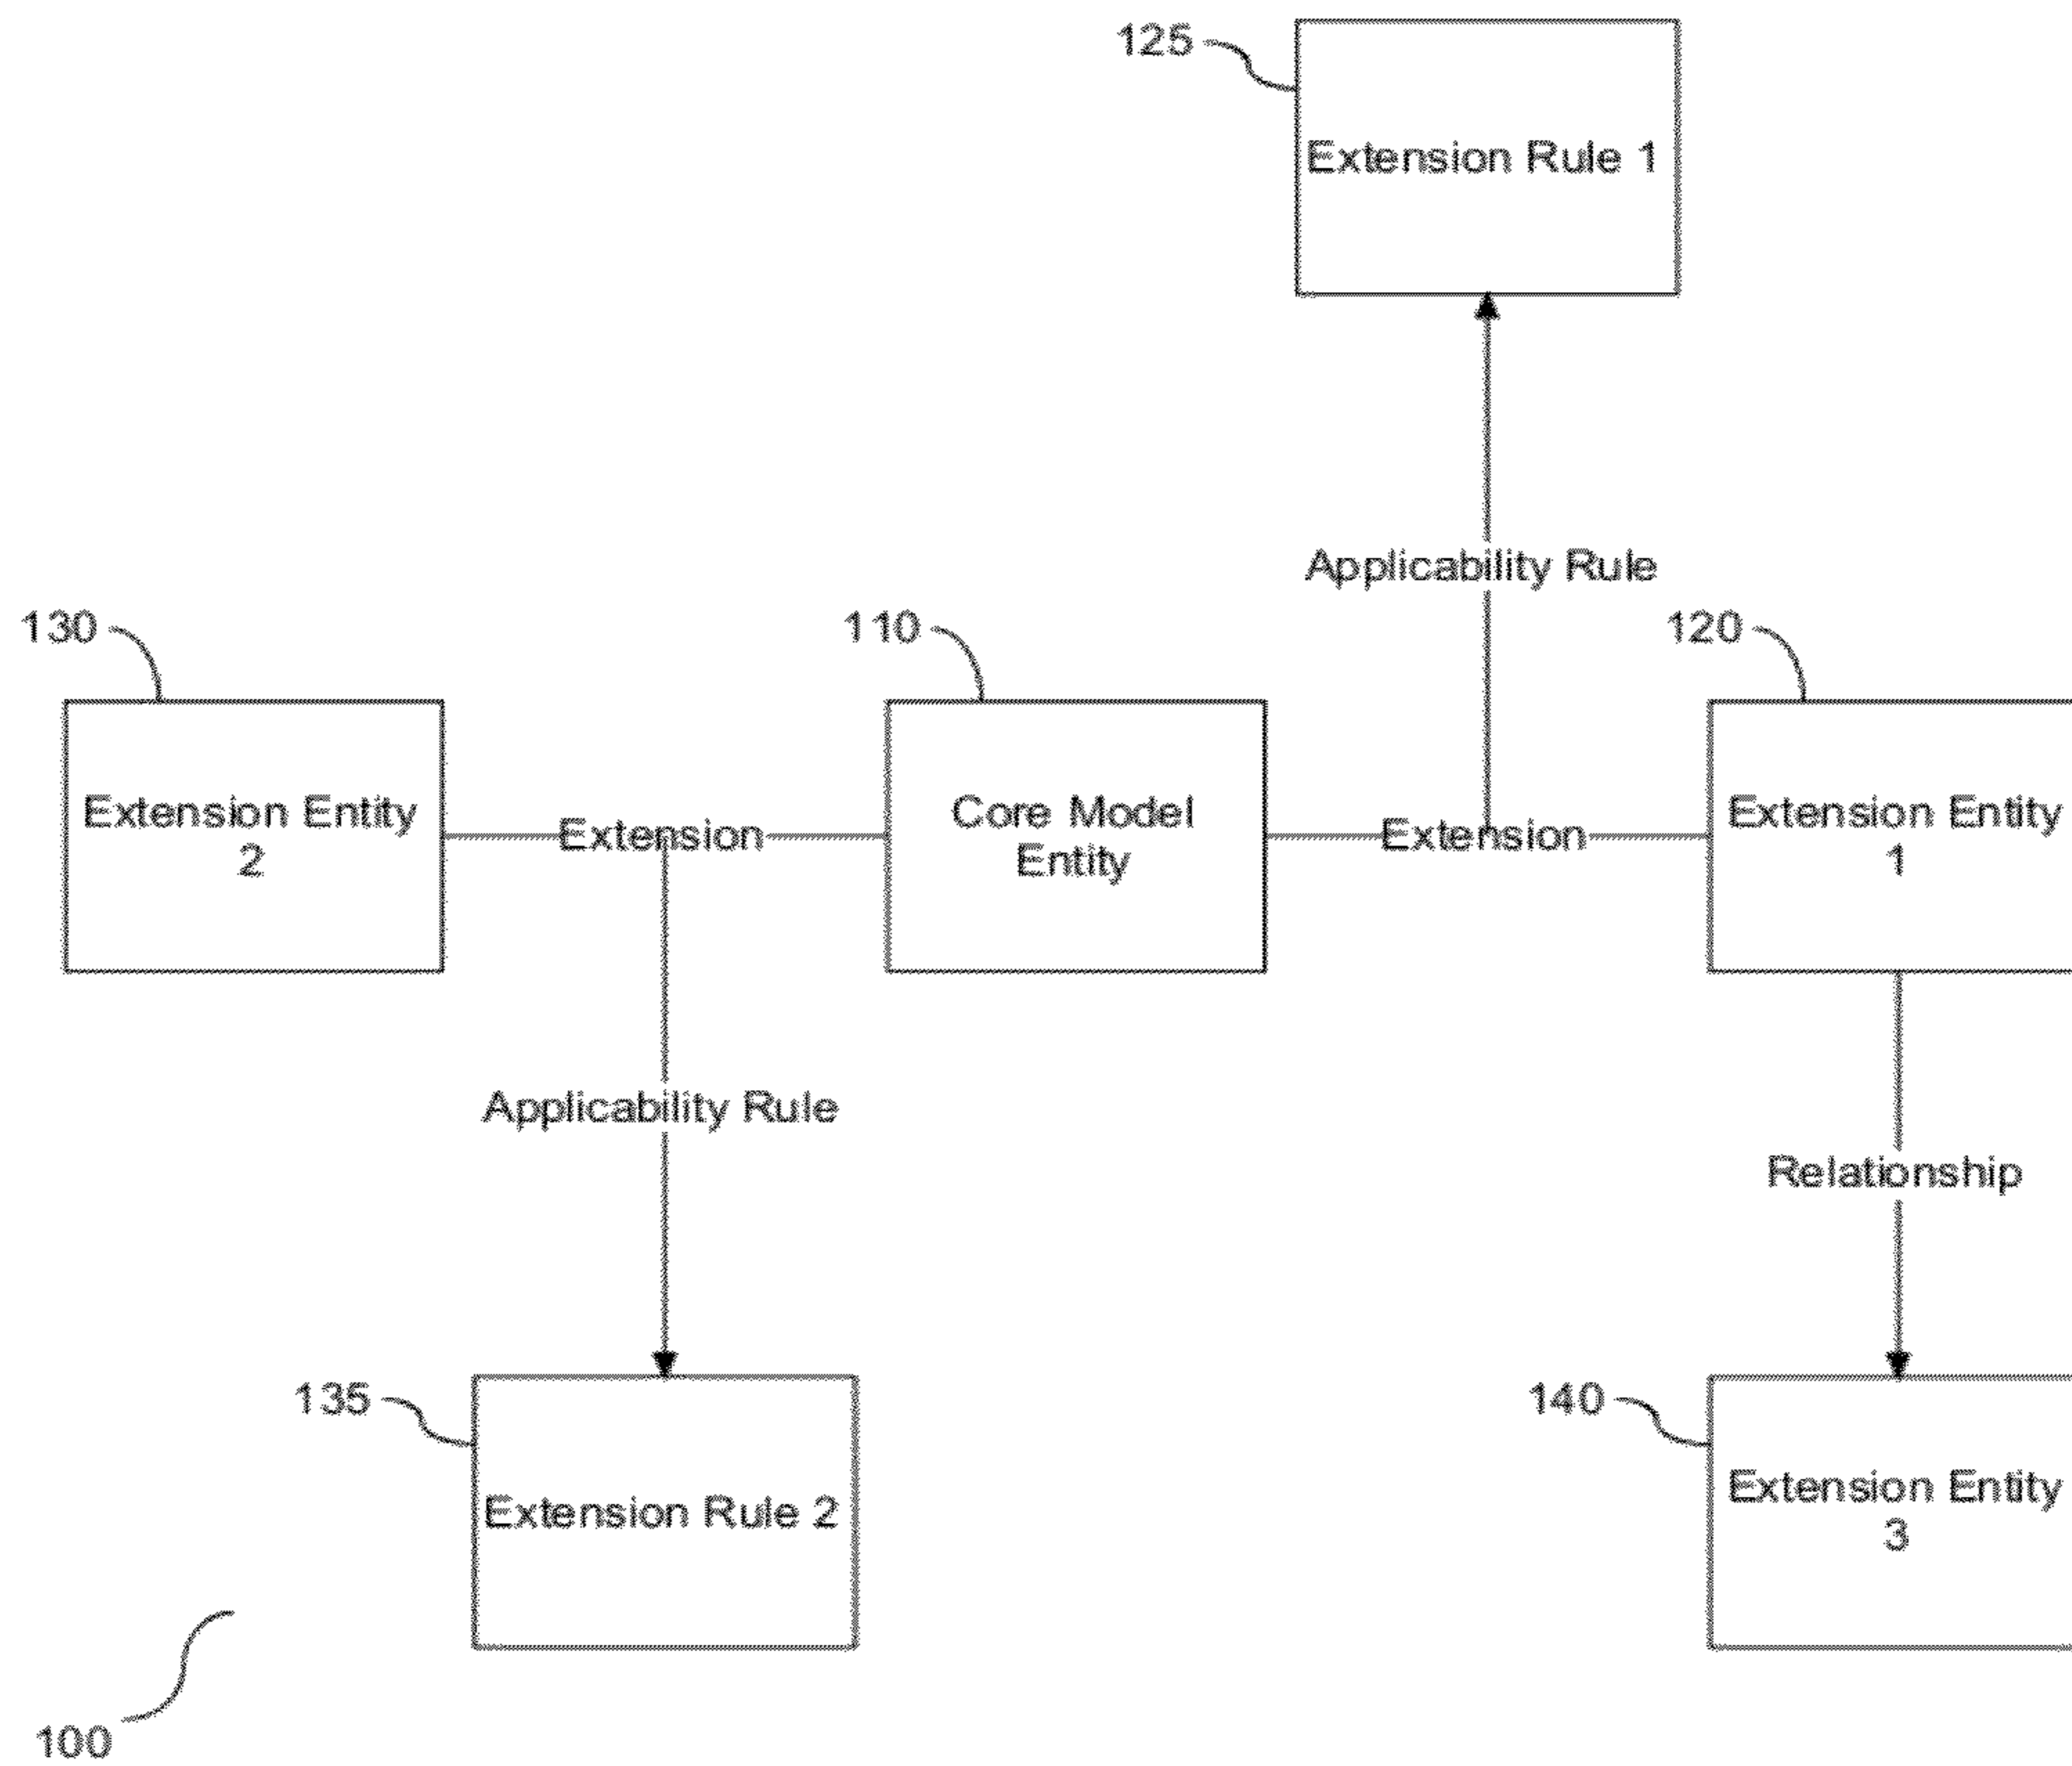 125
Extension Rule 1
Applicability Rule
130
110
120
Extension Entity
2
Extension
Core Model
Entity
Extension
Extension Entity
1
Applicability Rule
Relationship
135
Extension Rule 2
140
Extension Entity
3
100